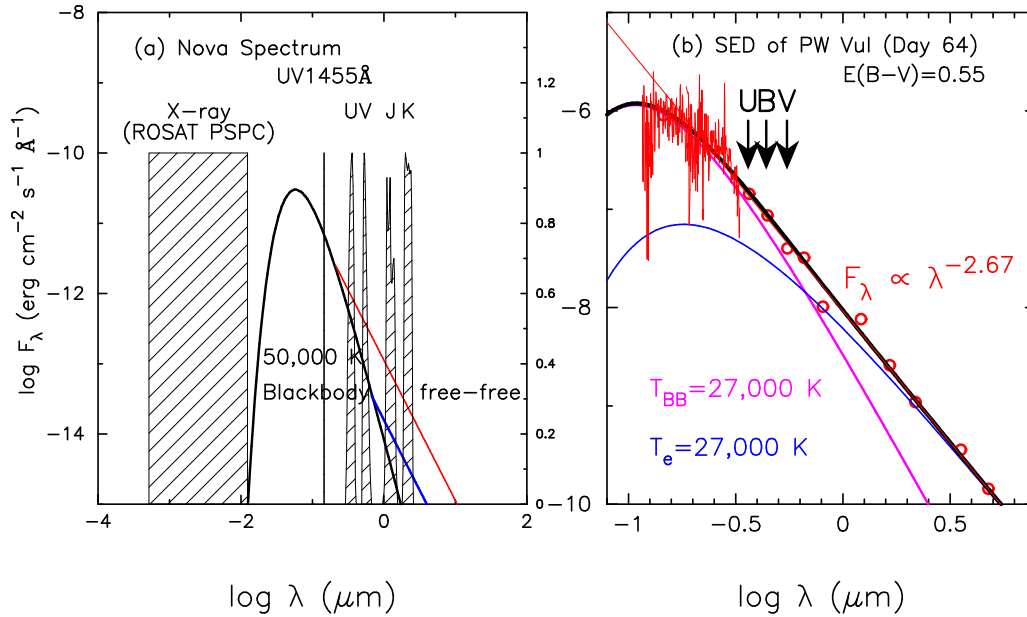 (a) Nova Spectrum
UV1455Å
X-ray
(ROSAT PSPC)
UV J K
50,000 K
Blackbody
free-free
log F_λ (erg cm⁻² s⁻¹ Å⁻¹)
-8
-10
-12
-14
1.2
1
0.8
0.6
0.4
0.2
0
-4 -2 0 2
log λ (μm)
(b) SED of PW Vul (Day 64)
E(B-V)=0.55
UBV
F_λ ∝ λ^−2.67
T_BB=27,000 K
T_e=27,000 K
-6
-8
-10
-1 -0.5 0 0.5
log λ (μm)